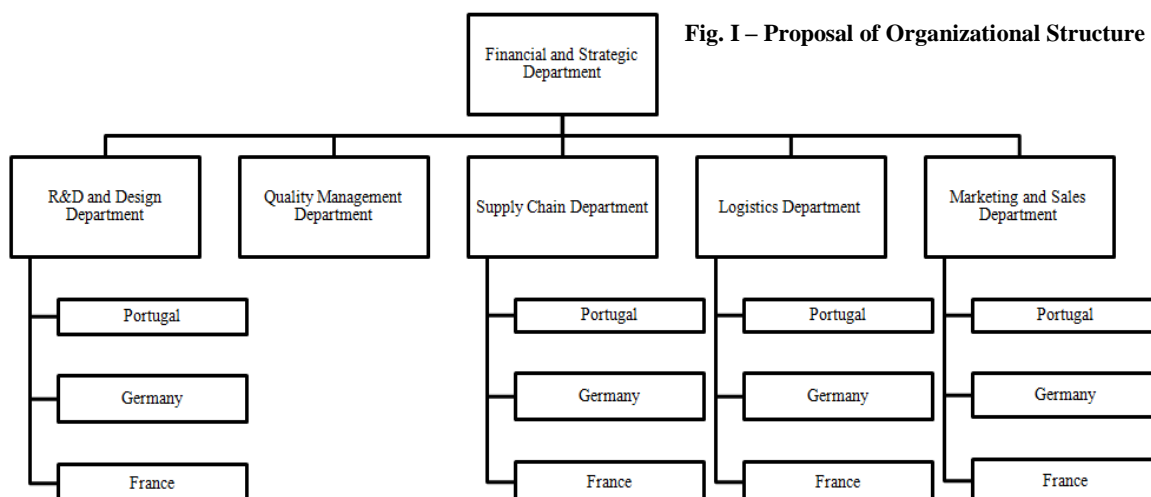 Fig. I – Proposal of Organizational Structure
Financial and Strategic
Department
R&D and Design
Department
Quality Management
Department
Supply Chain Department
Logistics Department
Marketing and Sales
Department
Portugal
Portugal
Portugal
Portugal
Germany
Germany
Germany
Germany
France
France
France
France